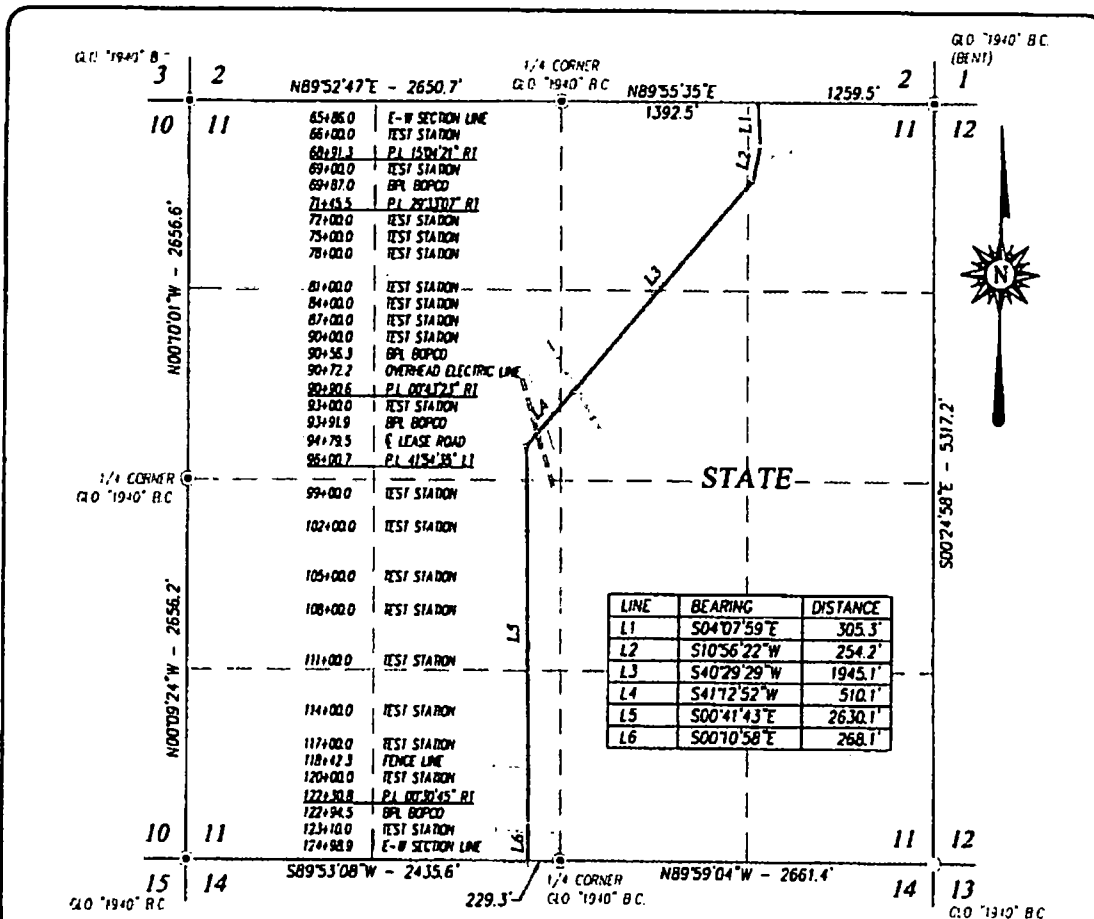 GLO "1940" B.C.
GLO "1940" B.C.
(BENT)
1/4 CORNER
GLO "1940" B.C.
3 2
N89°52'47"E - 2650.7'
N89°55'35"E
1259.5'
2 1
10 11
1392.5'
11 12
65+86.0 E-W SECTION LINE
66+00.0 TEST STATION
68+91.3 P.I. 15°04'21" RT
69+00.0 TEST STATION
69+87.0 BPL BOPCO
71+45.5 P.I. 29°33'07" RT
72+00.0 TEST STATION
75+00.0 TEST STATION
78+00.0 TEST STATION
81+00.0 TEST STATION
84+00.0 TEST STATION
87+00.0 TEST STATION
90+00.0 TEST STATION
90+56.3 BPL BOPCO
90+72.2 OVERHEAD ELECTRIC LINE
90+90.6 P.I. 00°43'23" RT
93+00.0 TEST STATION
93+91.9 BPL BOPCO
94+79.5 ℄ LEASE ROAD
96+00.7 P.I. 41°54'35" LT
99+00.0 TEST STATION
102+00.0 TEST STATION
105+00.0 TEST STATION
108+00.0 TEST STATION
111+00.0 TEST STATION
114+00.0 TEST STATION
117+00.0 TEST STATION
118+42.3 FENCE LINE
120+00.0 TEST STATION
122+30.8 P.I. 00°30'45" RT
122+94.5 BPL BOPCO
123+10.0 TEST STATION
124+98.9 E-W SECTION LINE
N00°10'01"W - 2656.6'
1/4 CORNER
GLO "1940" B.C.
N00°09'24"W - 2656.2'
L1
L2
L3
L4
L5
L6
N
STATE
S00°24'58"E - 5317.2'
LINE BEARING DISTANCE
L1 S04°07'59"E 305.3'
L2 S10°56'22"W 254.2'
L3 S40°29'29"W 1945.1'
L4 S41°12'52"W 510.1'
L5 S00°41'43"E 2630.1'
L6 S00°10'58"E 268.1'
10 11
11 12
S89°53'08"W - 2435.6'
N89°59'04"W - 2661.4'
15 14
229.3'
1/4 CORNER
GLO "1940" B.C.
14 13
GLO "1940" B.C.
GLO "1940" B.C.